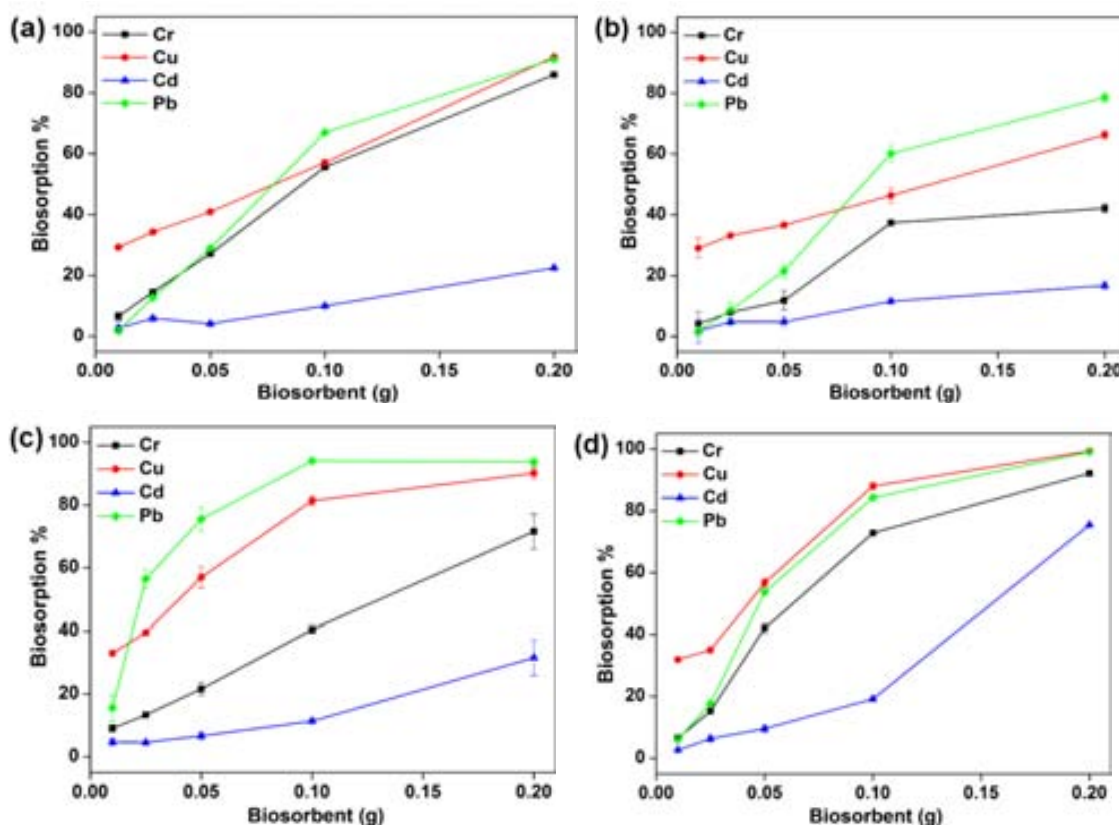 (a)
Cr
Cu
Cd
Pb
100
80
60
40
20
0
Biosorption %
0.00 0.05 0.10 0.15 0.20
Biosorbent (g)
(b)
Cr
Cu
Cd
Pb
100
80
60
40
20
0
Biosorption %
0.00 0.05 0.10 0.15 0.20
Biosorbent (g)
(c)
Cr
Cu
Cd
Pb
100
80
60
40
20
0
Biosorption %
0.00 0.05 0.10 0.15 0.20
Biosorbent (g)
(d)
Cr
Cu
Cd
Pb
100
80
60
40
20
0
Biosorption %
0.00 0.05 0.10 0.15 0.20
Biosorbent (g)